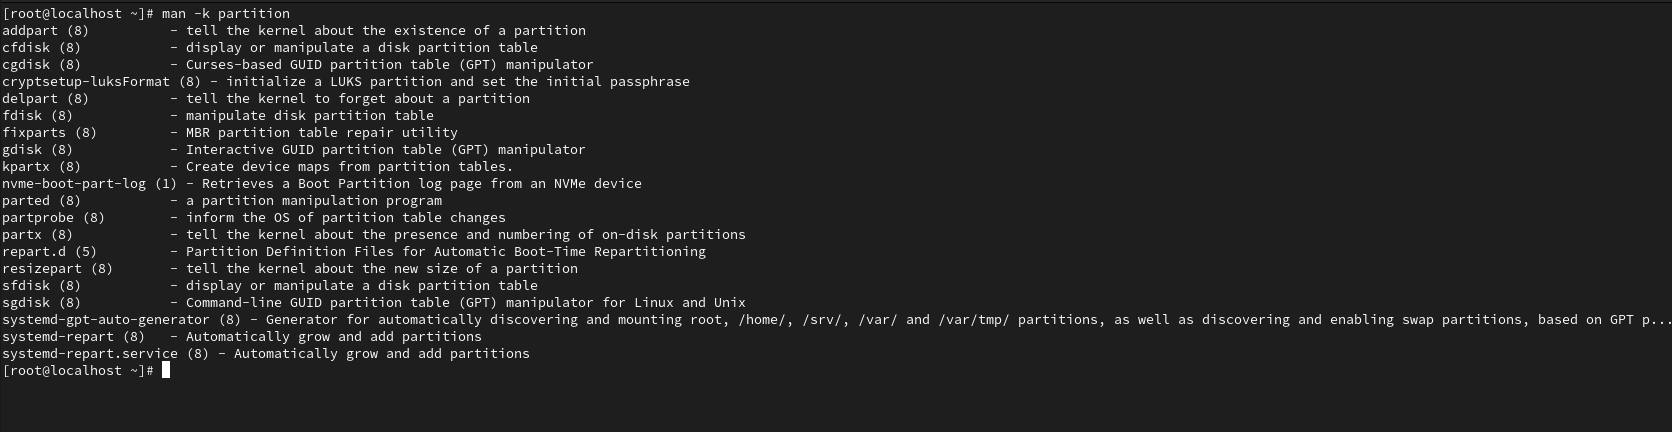 [root@localhost ~]# man -k partition
addpart (8)          - tell the kernel about the existence of a partition
cfdisk (8)           - display or manipulate a disk partition table
cgdisk (8)           - Curses-based GUID partition table (GPT) manipulator
cryptsetup-luksFormat (8) - initialize a LUKS partition and set the initial passphrase
delpart (8)          - tell the kernel to forget about a partition
fdisk (8)            - manipulate disk partition table
fixparts (8)         - MBR partition table repair utility
gdisk (8)            - Interactive GUID partition table (GPT) manipulator
kpartx (8)           - Create device maps from partition tables.
nvme-boot-part-log (1) - Retrieves a Boot Partition log page from an NVMe device
parted (8)           - a partition manipulation program
partprobe (8)        - inform the OS of partition table changes
partx (8)            - tell the kernel about the presence and numbering of on-disk partitions
repart.d (5)         - Partition Definition Files for Automatic Boot-Time Repartitioning
resizepart (8)       - tell the kernel about the new size of a partition
sfdisk (8)           - display or manipulate a disk partition table
sgdisk (8)           - Command-line GUID partition table (GPT) manipulator for Linux and Unix
systemd-gpt-auto-generator (8) - Generator for automatically discovering and mounting root, /home/, /srv/, /var/ and /var/tmp/ partitions, as well as discovering and enabling swap partitions, based on GPT p...
systemd-repart (8)   - Automatically grow and add partitions
systemd-repart.service (8) - Automatically grow and add partitions
[root@localhost ~]#